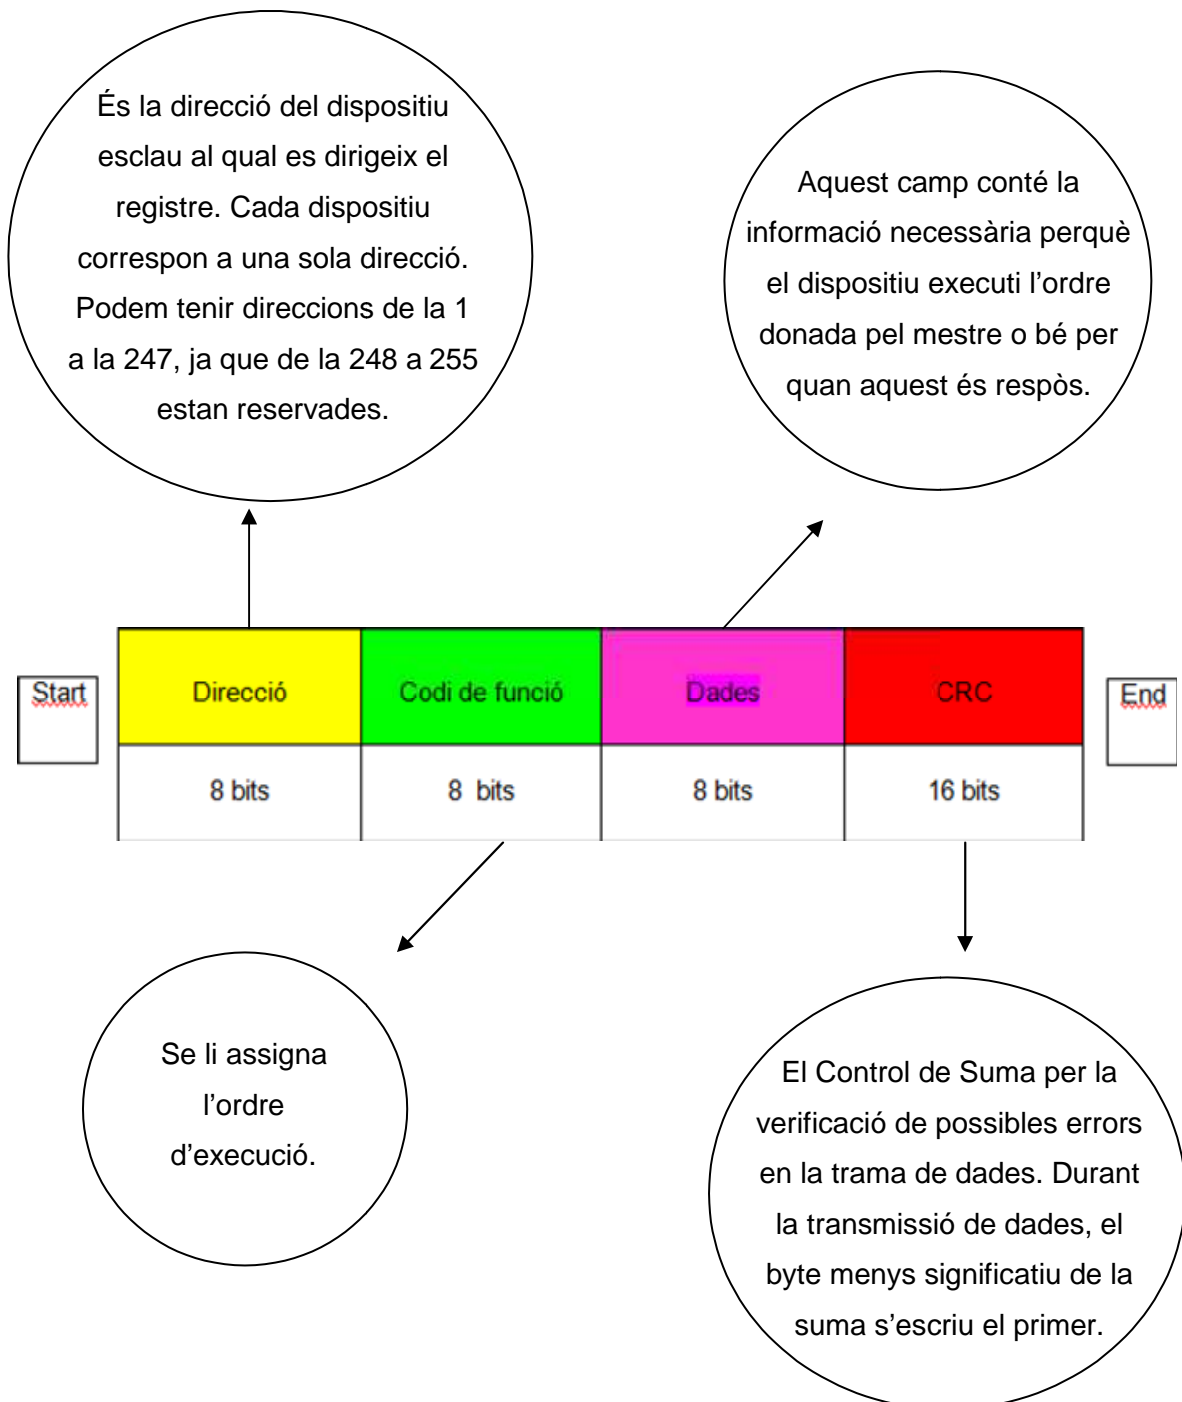 És la direcció del dispositiu
esclau al qual es dirigeix el
registre. Cada dispositiu
correspon a una sola direcció.
Podem tenir direccions de la 1
a la 247, ja que de la 248 a 255
estan reservades.
Aquest camp conté la
informació necessària perquè
el dispositiu executi l’ordre
donada pel mestre o bé per
quan aquest és respòs.
Start
Direcció
Codi de funció
Dades
CRC
End
8 bits
8 bits
8 bits
16 bits
Se li assigna
l’ordre
d’execució.
El Control de Suma per la
verificació de possibles errors
en la trama de dades. Durant
la transmissió de dades, el
byte menys significatiu de la
suma s’escriu el primer.